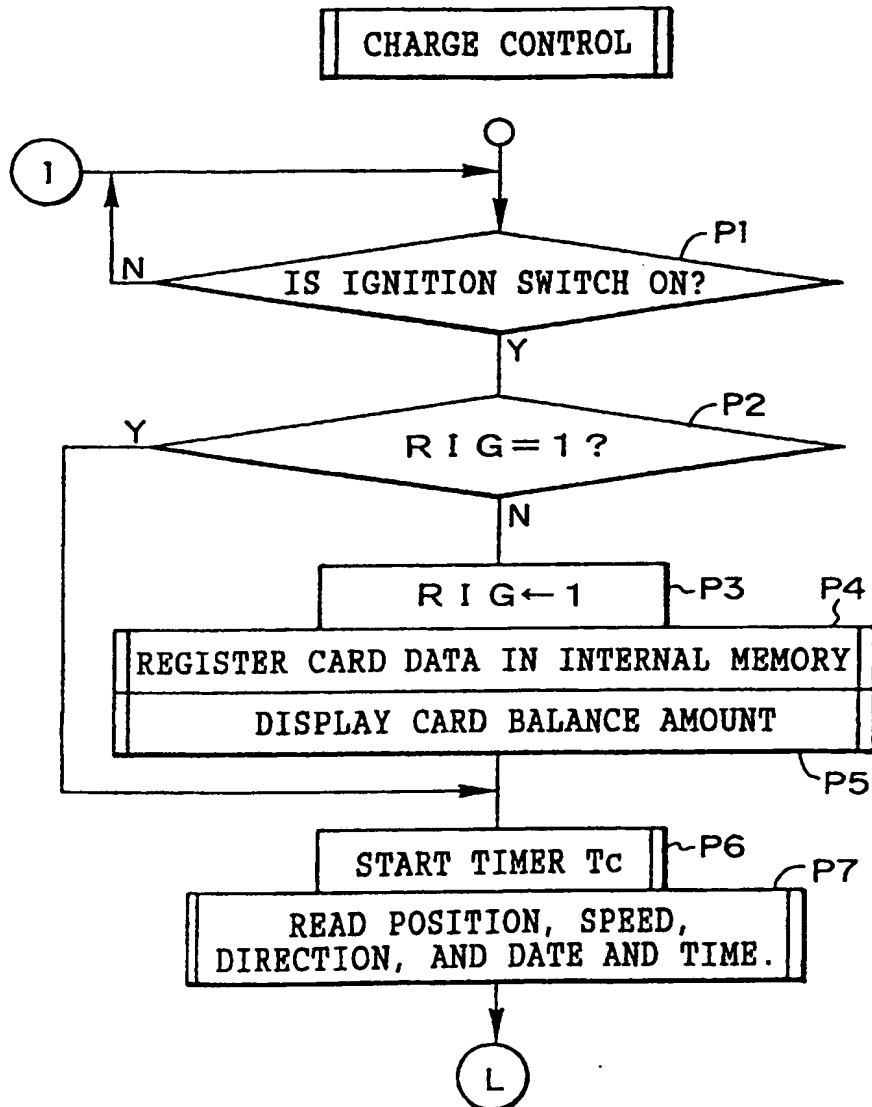 CHARGE CONTROL
1
P1
IS IGNITION SWITCH ON?
N
Y
P2
RIG=1?
Y
N
RIG←1
P3
P4
REGISTER CARD DATA IN INTERNAL MEMORY
DISPLAY CARD BALANCE AMOUNT
P5
START TIMER Tc
P6
P7
READ POSITION, SPEED,
DIRECTION, AND DATE AND TIME.
L